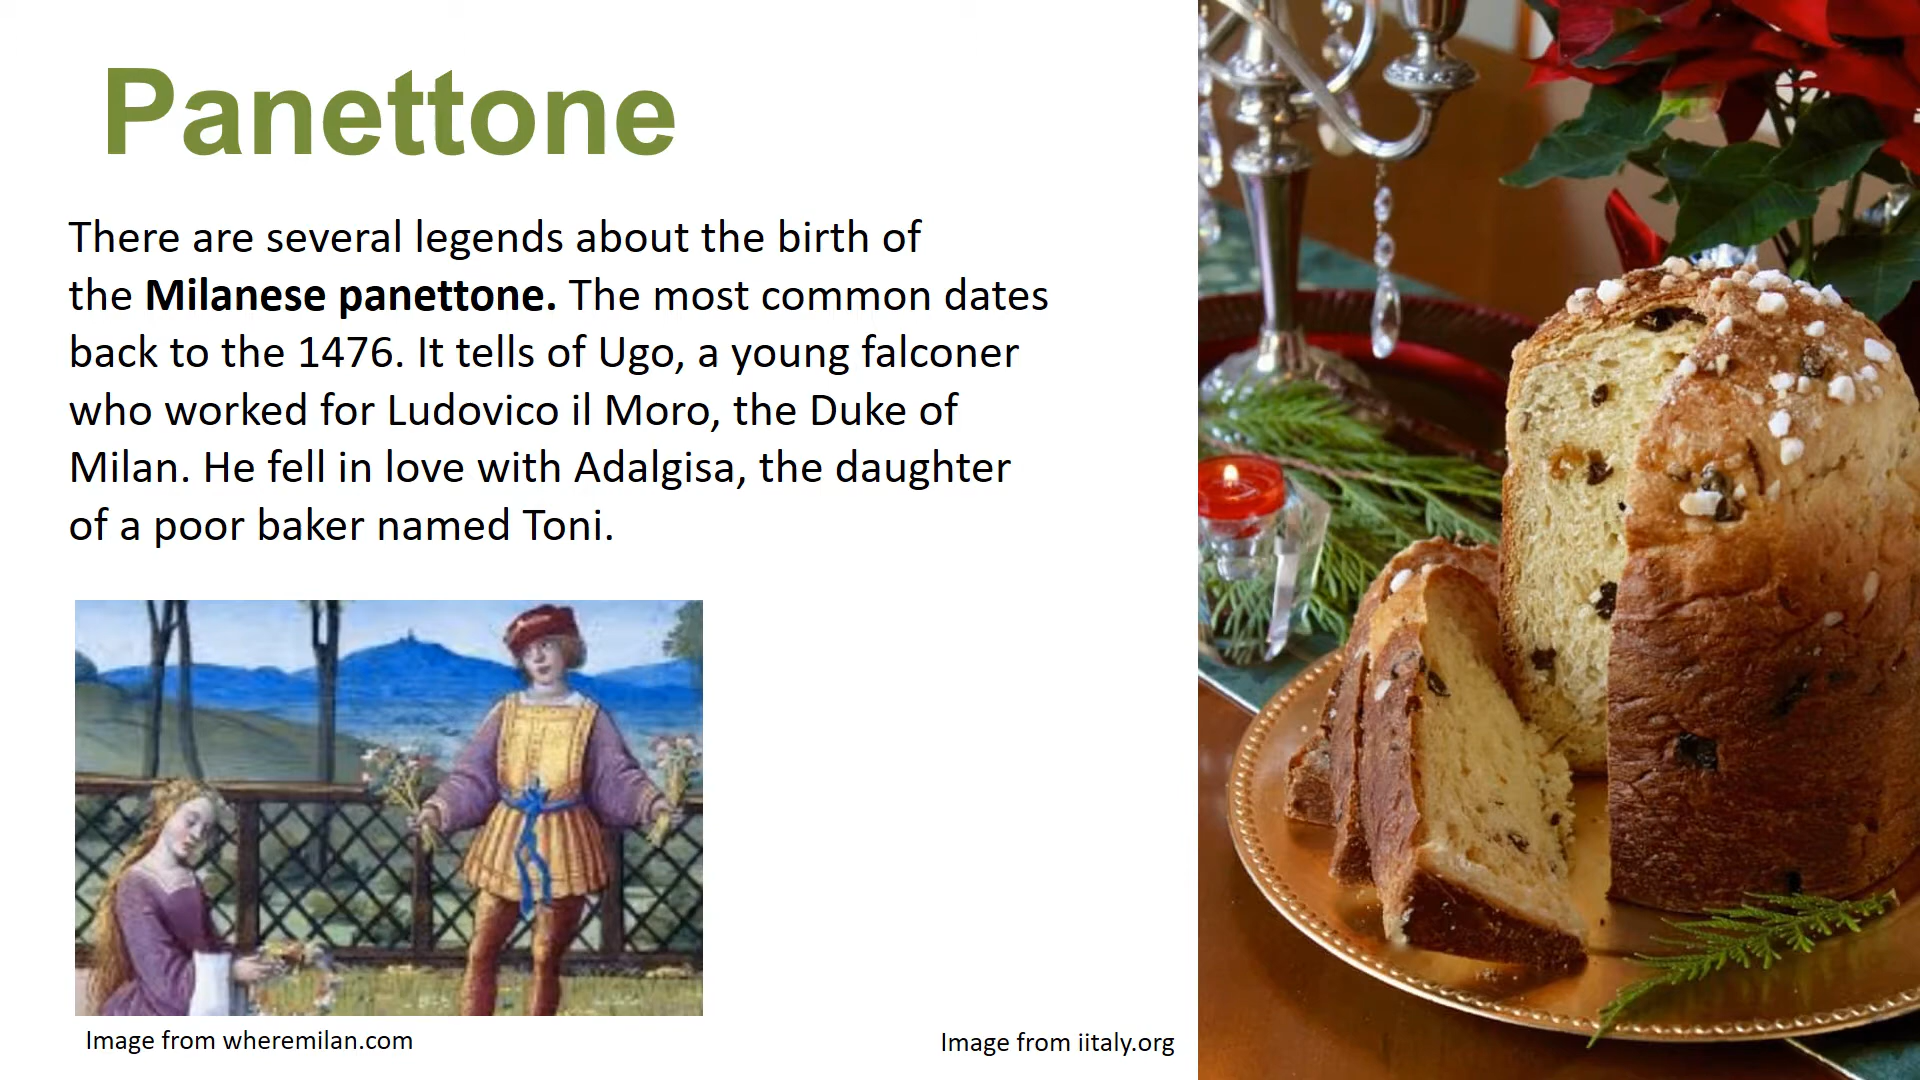 Panettone
There are several legends about the birth of
the Milanese panettone. The most common dates
back to the 1476. It tells of Ugo, a young falconer
who worked for Ludovico il Moro, the Duke of
Milan. He fell in love with Adalgisa, the daughter
of a poor baker named Toni.
Image from wheremilan.com
Image from iitaly.org